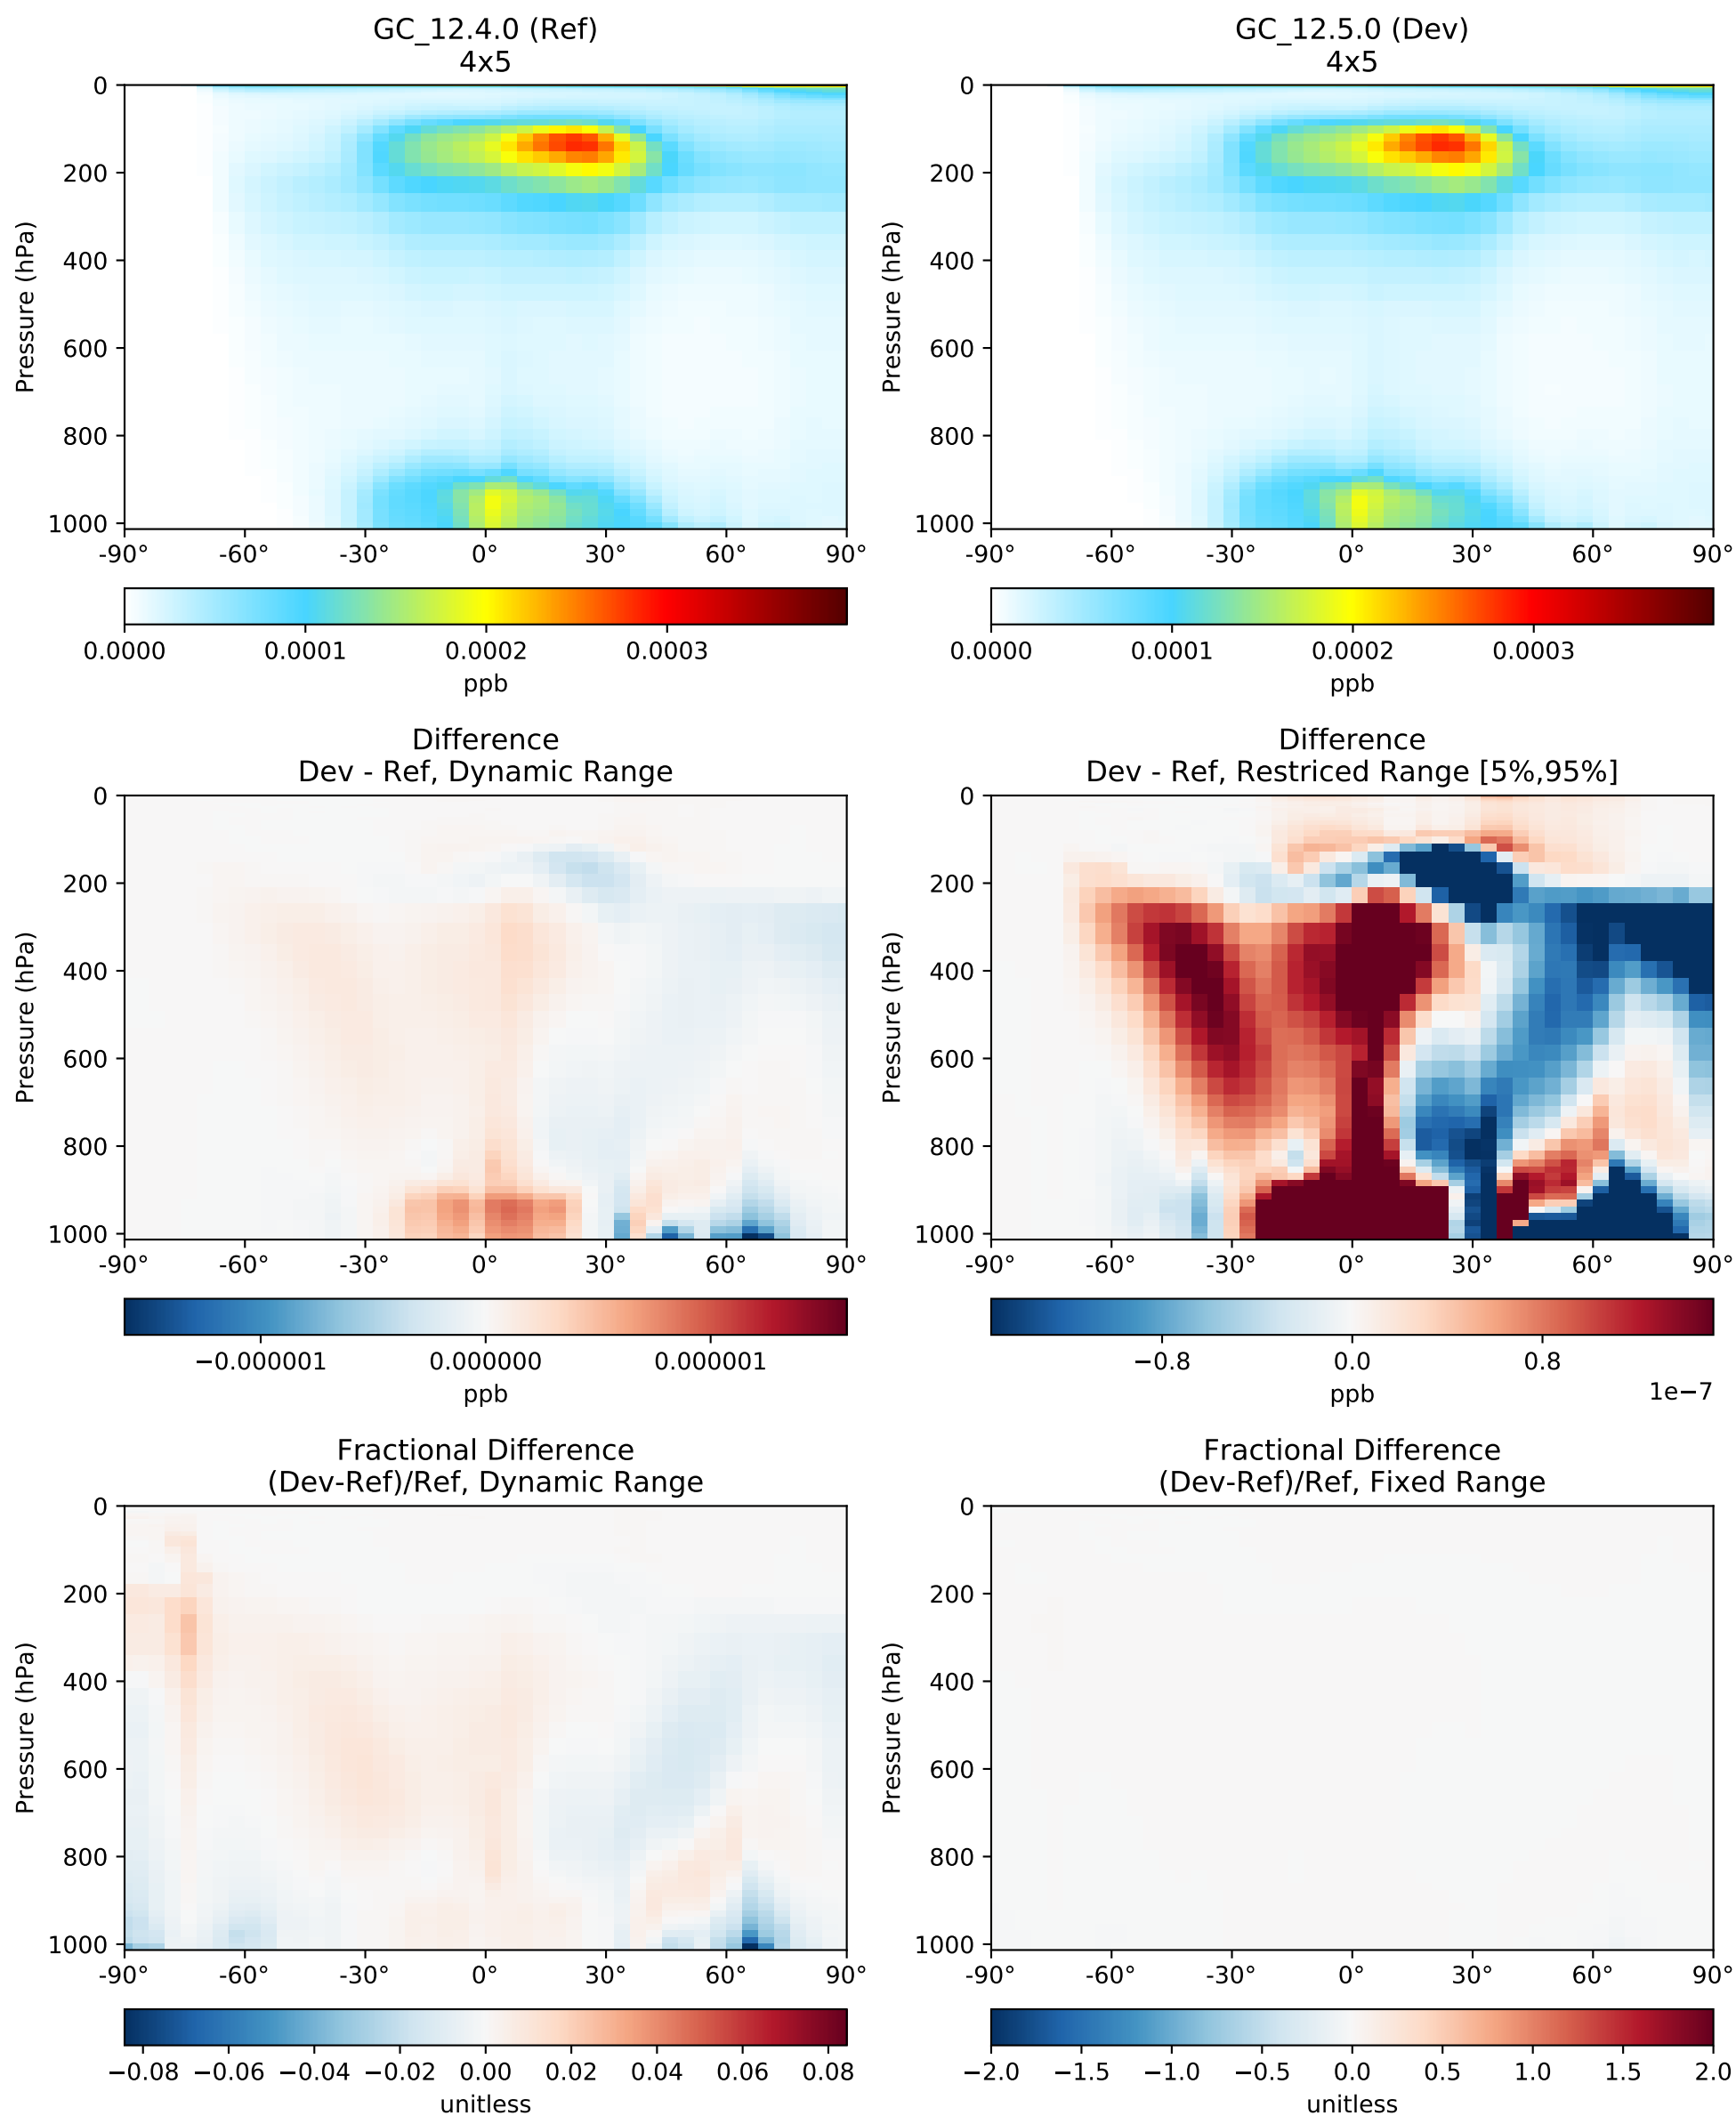 GC_12.4.0 (Ref)
4x5
GC_12.5.0 (Dev)
4x5
Pressure (hPa)
0
200
400
600
800
1000
-90° -60° -30° 0° 30° 60° 90°
0.0000 0.0001 0.0002 0.0003
ppb
Pressure (hPa)
0
200
400
600
800
1000
-90° -60° -30° 0° 30° 60° 90°
0.0000 0.0001 0.0002 0.0003
ppb
Difference
Dev - Ref, Dynamic Range
Pressure (hPa)
0
200
400
600
800
1000
-90° -60° -30° 0° 30° 60° 90°
−0.000001 0.000000 0.000001
ppb
Difference
Dev - Ref, Restriced Range [5%,95%]
Pressure (hPa)
0
200
400
600
800
1000
-90° -60° -30° 0° 30° 60° 90°
−0.8 0.0 0.8
ppb 1e−7
Fractional Difference
(Dev-Ref)/Ref, Dynamic Range
Pressure (hPa)
0
200
400
600
800
1000
-90° -60° -30° 0° 30° 60° 90°
−0.08 −0.06 −0.04 −0.02 0.00 0.02 0.04 0.06 0.08
unitless
Fractional Difference
(Dev-Ref)/Ref, Fixed Range
Pressure (hPa)
0
200
400
600
800
1000
-90° -60° -30° 0° 30° 60° 90°
−2.0 −1.5 −1.0 −0.5 0.0 0.5 1.0 1.5 2.0
unitless